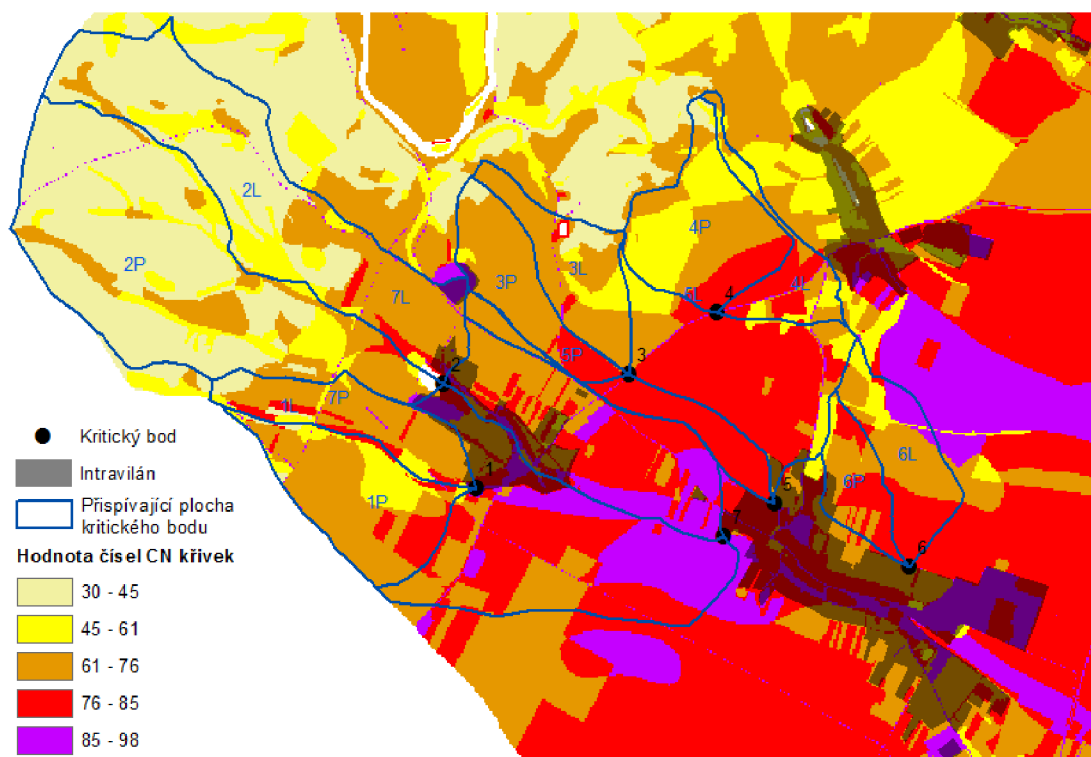 2L
2P
4P
3L
3P
4L
7L
5L
4
5P
3
2
7P
1L
6L
1
6P
1P
5
7
6
Kritický bod
Intravilán
Přispívající plocha
kritického bodu
Hodnota čísel CN křivek
30 - 45
45 - 61
61 - 76
76 - 85
85 - 98